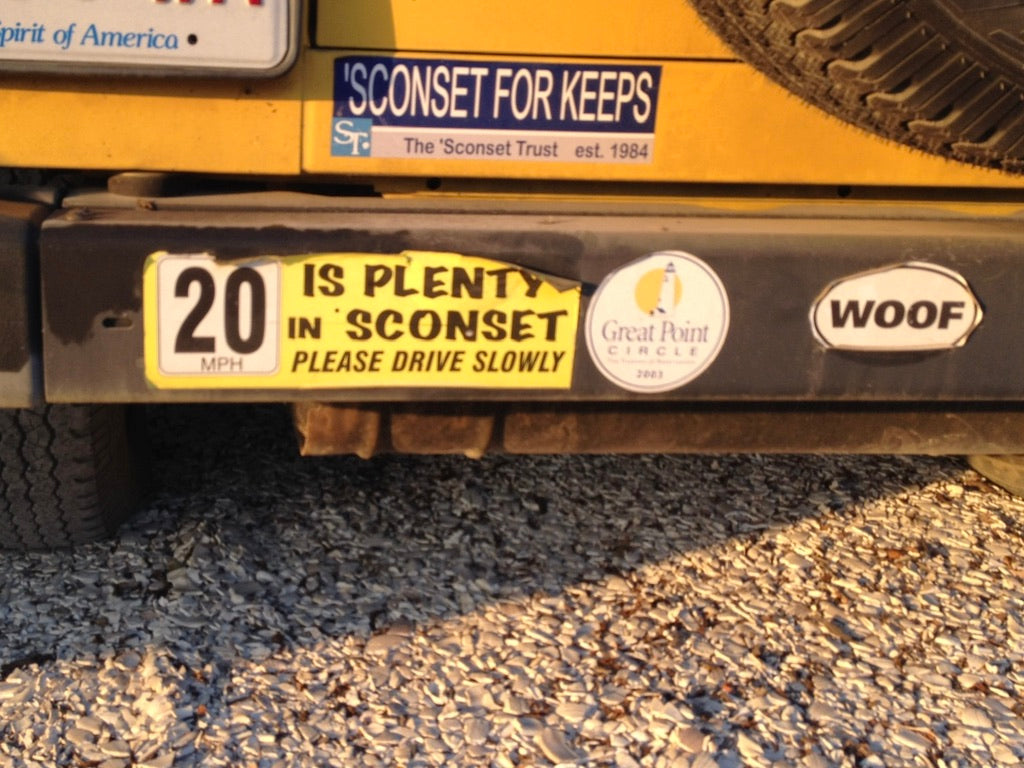 Spirit of America
'SCONSET FOR KEEPS
ST.
The 'Sconset Trust est. 1984
20
MPH
IS PLENTY
IN 'SCONSET
PLEASE DRIVE SLOWLY
Great Point
CIRCLE
2003
WOOF